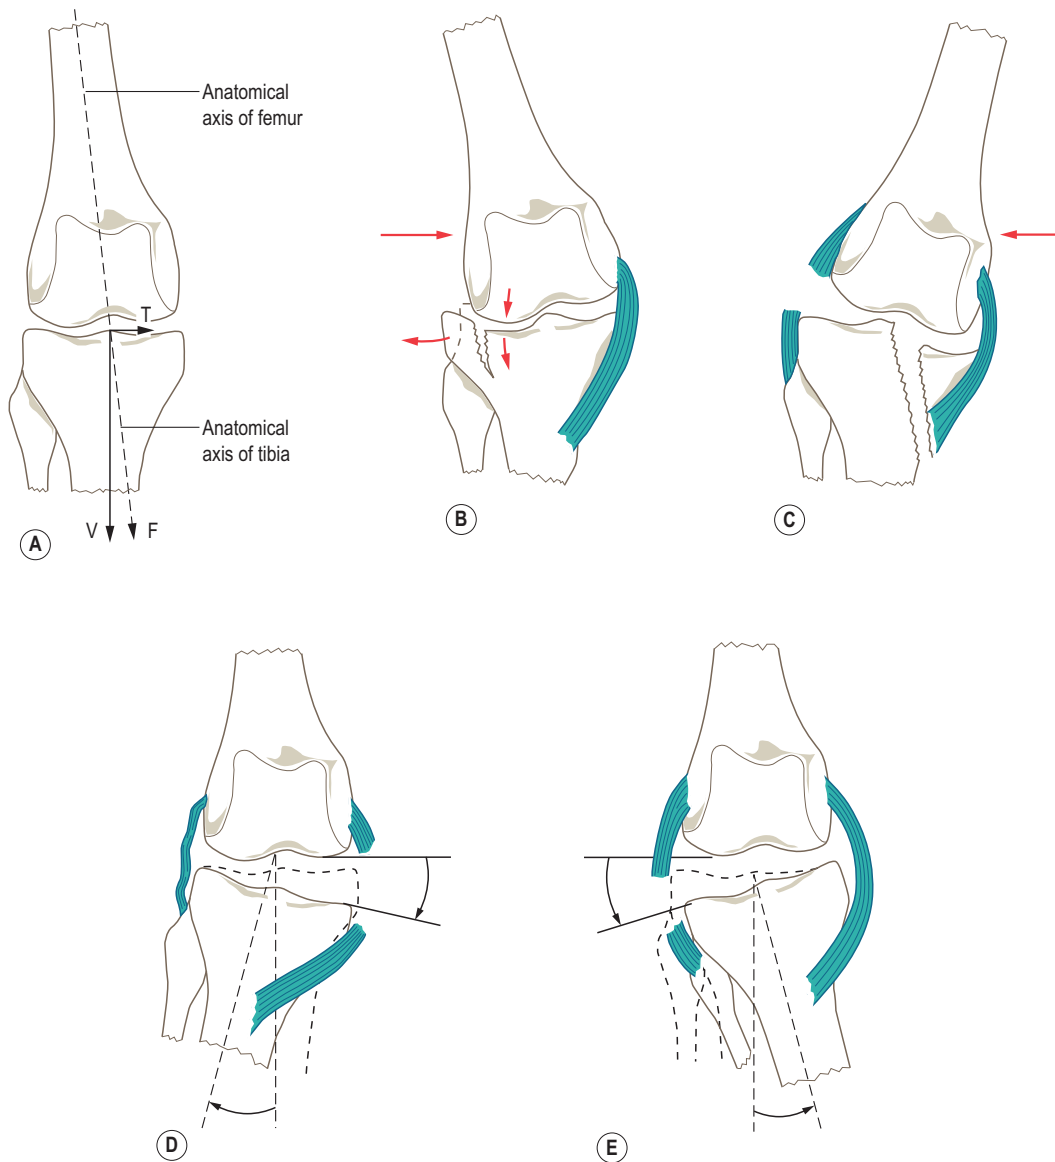 Anatomical
axis of femur
T
Anatomical
axis of tibia
V F
A
B
C
D
E